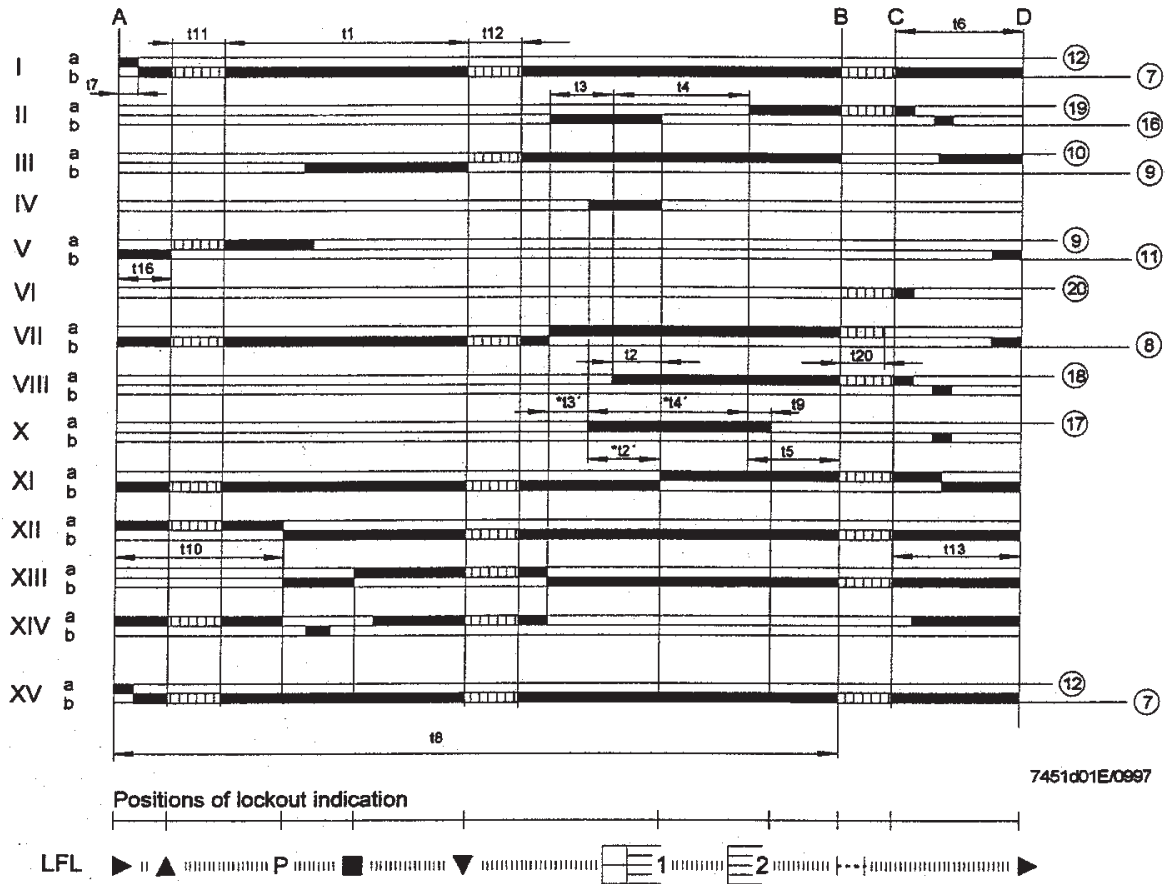 A B C D
t11 t1 t12 t6
I a 12
b 7
t7
t3 t4
II a 19
b 16
III a 10
b 9
IV
V a 9
b 11
t16
VI 20
VII a
b 8
t2 t20
VIII a 18
b
*t3´ *t4´ t9
X a 17
b
*t2´ t5
XI a
b
XII a
b
t10 t13
XIII a
b
XIV a
b
XV a 12
b 7
t8
7451d01E/0997
Positions of lockout indication
LFL P 1 2